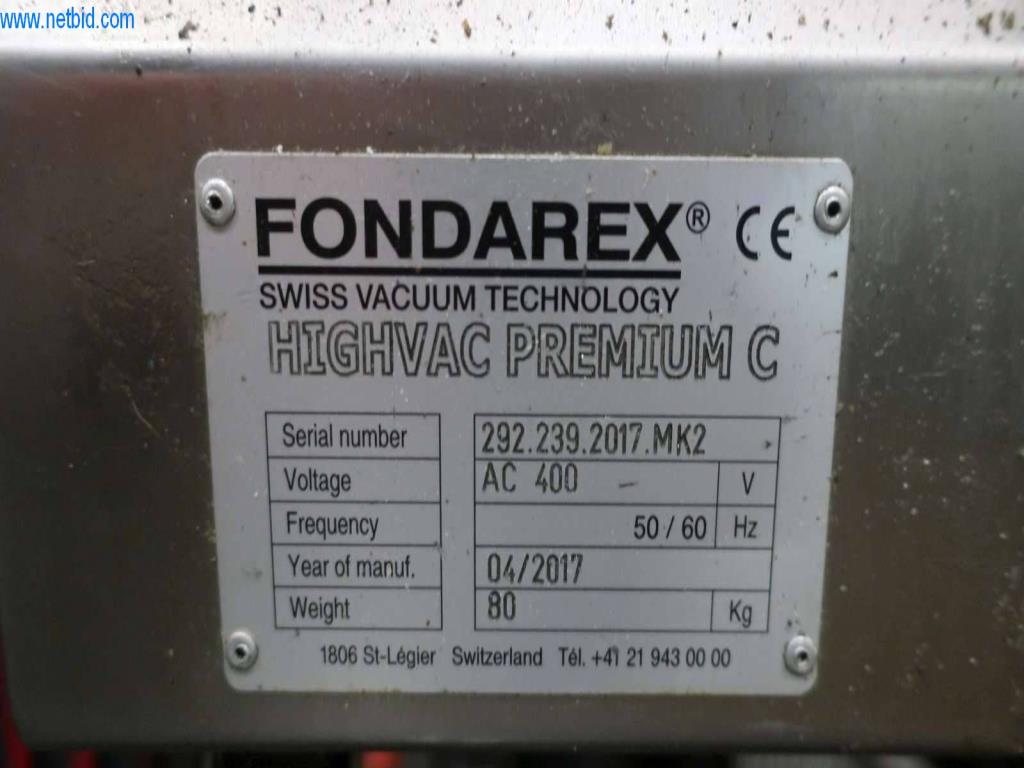 www.netbid.com
FONDAREX® CE
SWISS VACUUM TECHNOLOGY
HIGHVAC PREMIUM C
Serial number 292.239.2017.MK2
Voltage AC 400 – V
Frequency 50 / 60 Hz
Year of manuf. 04/2017
Weight 80 Kg
1806 St-Légier Switzerland Tél. +41 21 943 00 00